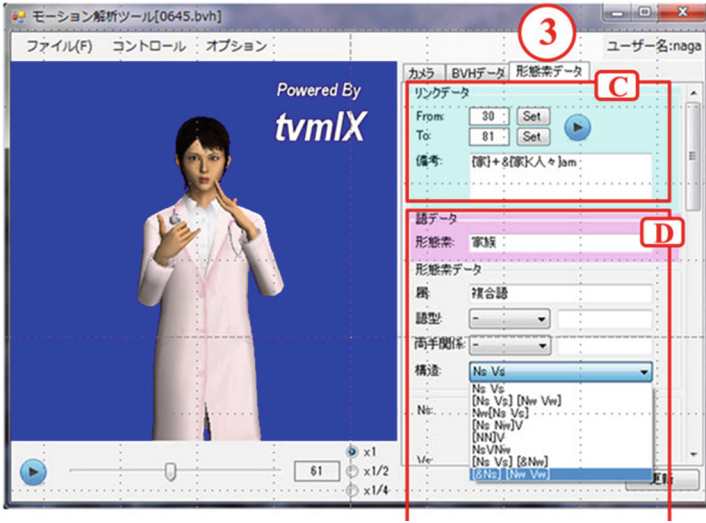 モーション解析ツール[0645.bvh]
ファイル(F) コントロール オプション
ユーザー名:naga
3
カメラ BVHデータ 形態素データ
Powered By
tvmlX
リンクデータ
C
From: 30 Set
To: 81 Set
備考: {家}+&{家}<人々>]am
語データ
D
形態素: 家族
形態素データ
属: 複合語
語型: -
両手関係: -
構造: Ns Vs
Ns Vs
[Ns Vs] [Nw Vw]
Nw[Ns Vs]
[Ns Nw]V
[NN]V
NsVNw
[Ns Vs] [&Nw]
[&Ns] [Nw Vw]
Ns:
Vs:
61
x1
x1/2
x1/4
更新